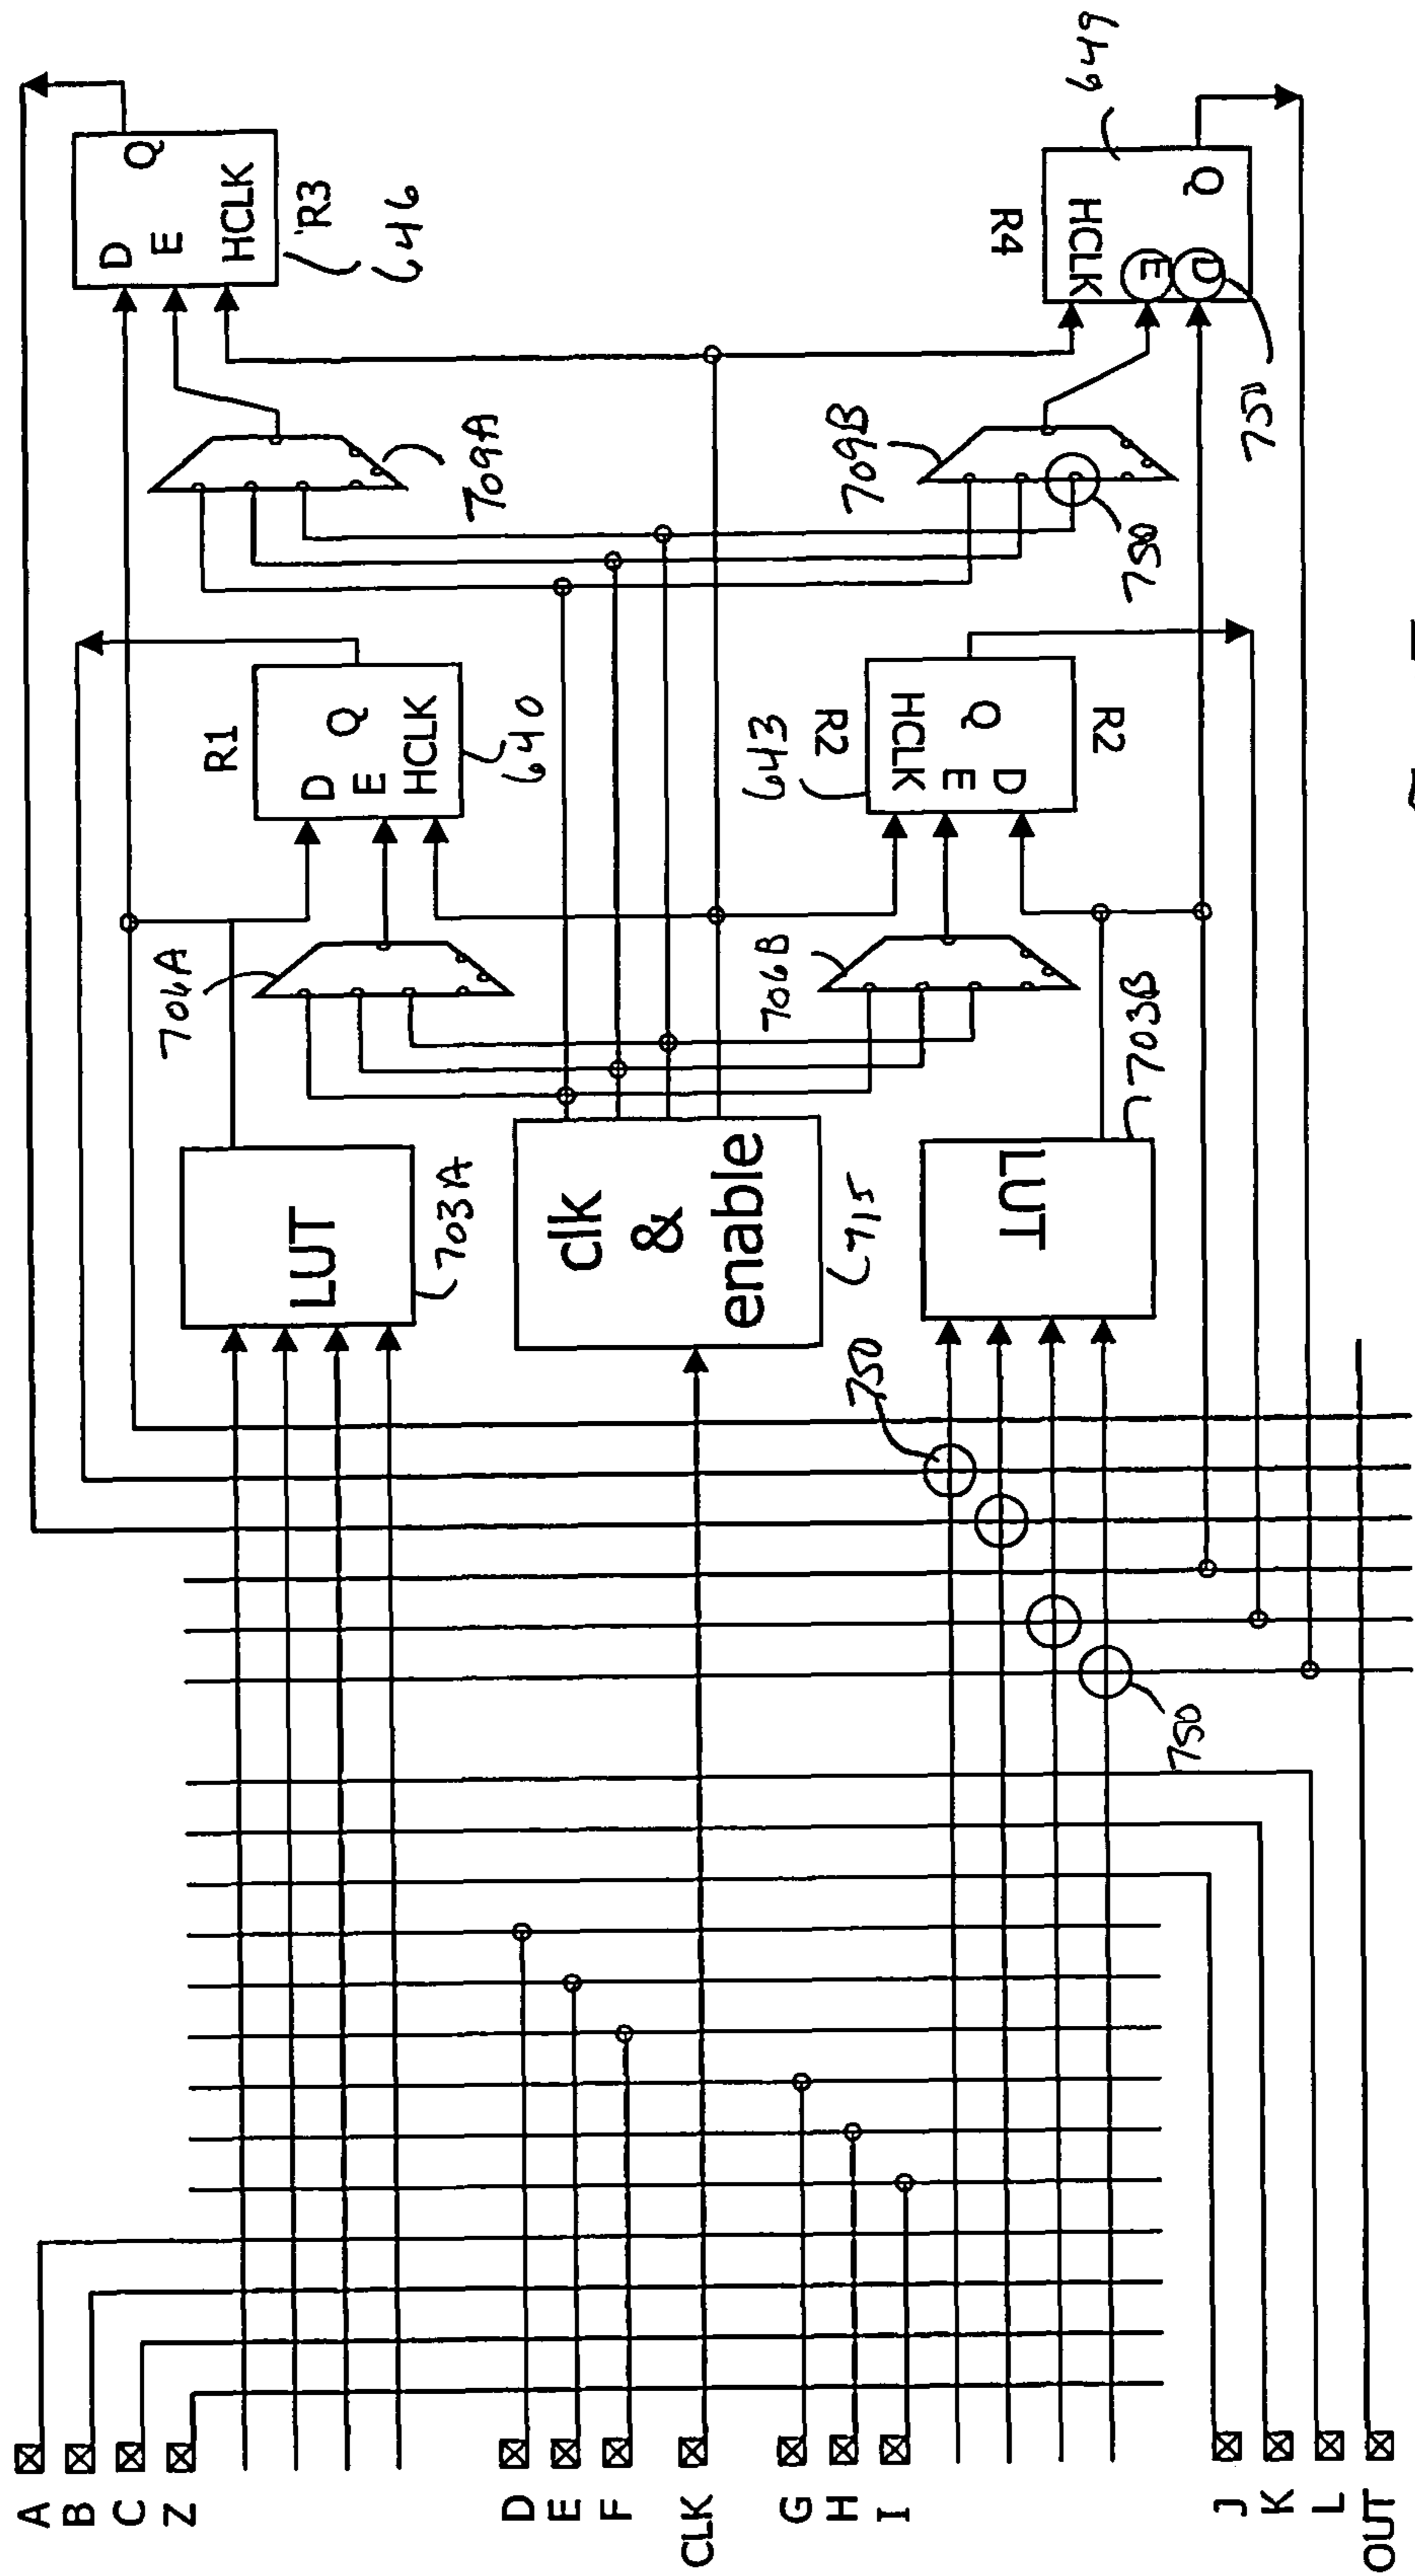 649
Q
D
E
HCLK
R3
646
R4
HCLK
E
D
Q
751
709A
709B
750
R1
D
Q
E
HCLK
640
643
R2
HCLK
E
Q
D
R2
706B
LUT
703A
clk
&
enable
715
LUT
703B
750
750
A
B
C
Z
D
E
F
CLK
G
H
I
J
K
L
OUT